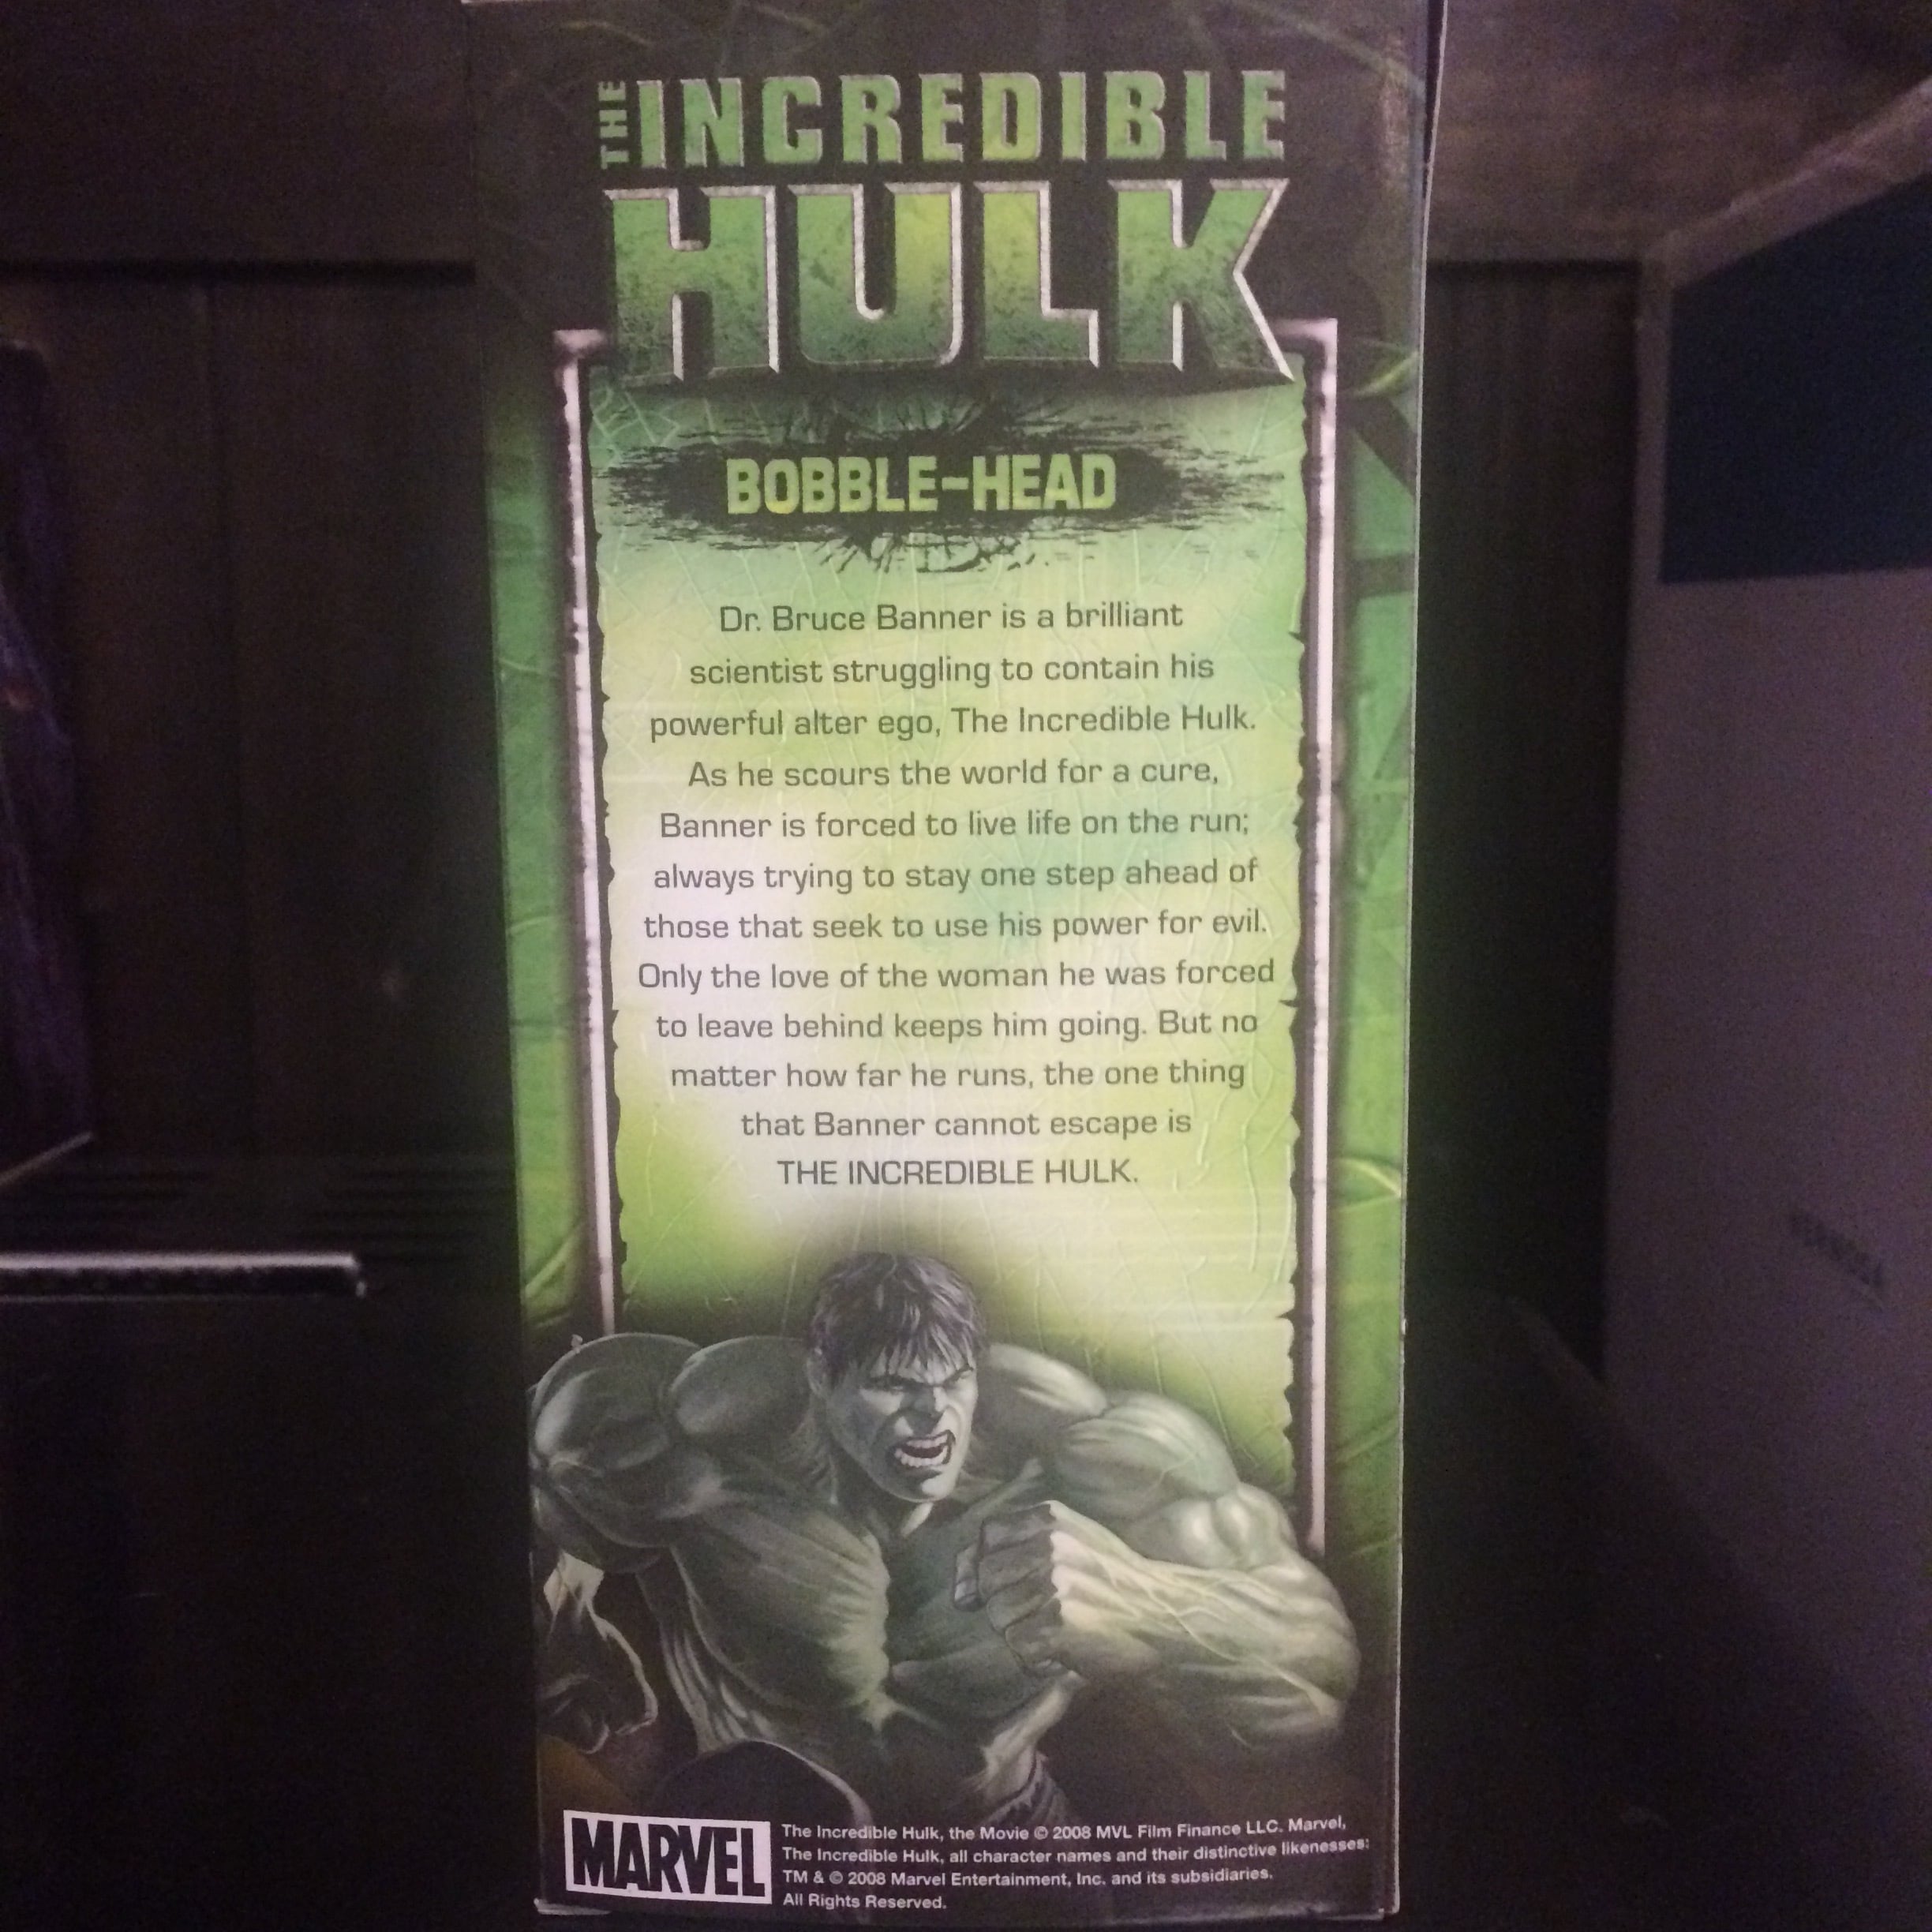 THE INCREDIBLE
HULK
BOBBLE-HEAD
Dr. Bruce Banner is a brilliant
scientist struggling to contain his
powerful alter ego, The Incredible Hulk.
As he scours the world for a cure,
Banner is forced to live life on the run;
always trying to stay one step ahead of
those that seek to use his power for evil.
Only the love of the woman he was forced
to leave behind keeps him going. But no
matter how far he runs, the one thing
that Banner cannot escape is
THE INCREDIBLE HULK.
MARVEL
The Incredible Hulk, the Movie © 2008 MVL Film Finance LLC. Marvel,
The Incredible Hulk, all character names and their distinctive likenesses:
TM & © 2008 Marvel Entertainment, Inc. and its subsidiaries.
All Rights Reserved.